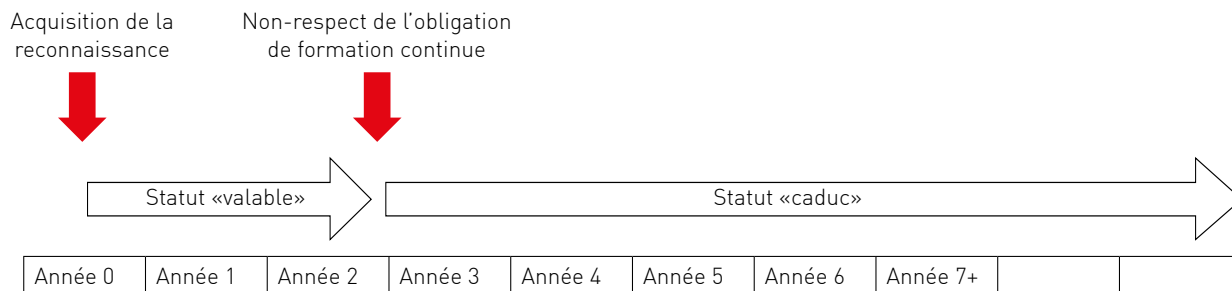 Acquisition de la
reconnaissance
Non-respect de l’obligation
de formation continue
Statut «valable»
Statut «caduc»
Année 0 Année 1 Année 2 Année 3 Année 4 Année 5 Année 6 Année 7+